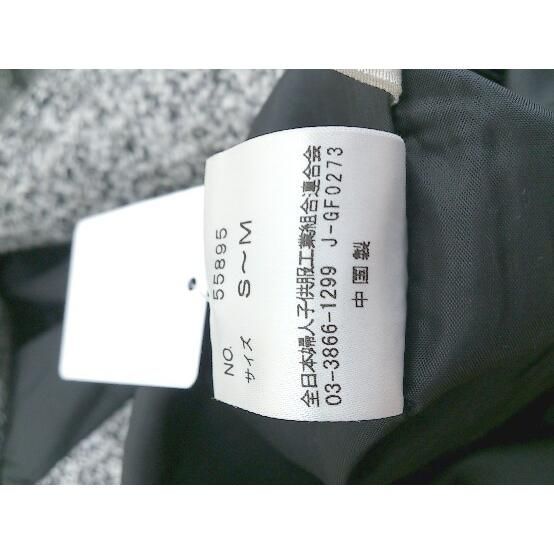 NO. 55895
サイズ S～M
全日本婦人子供服工業組合連合会
03-3866-1299 J-GF0273
中国製